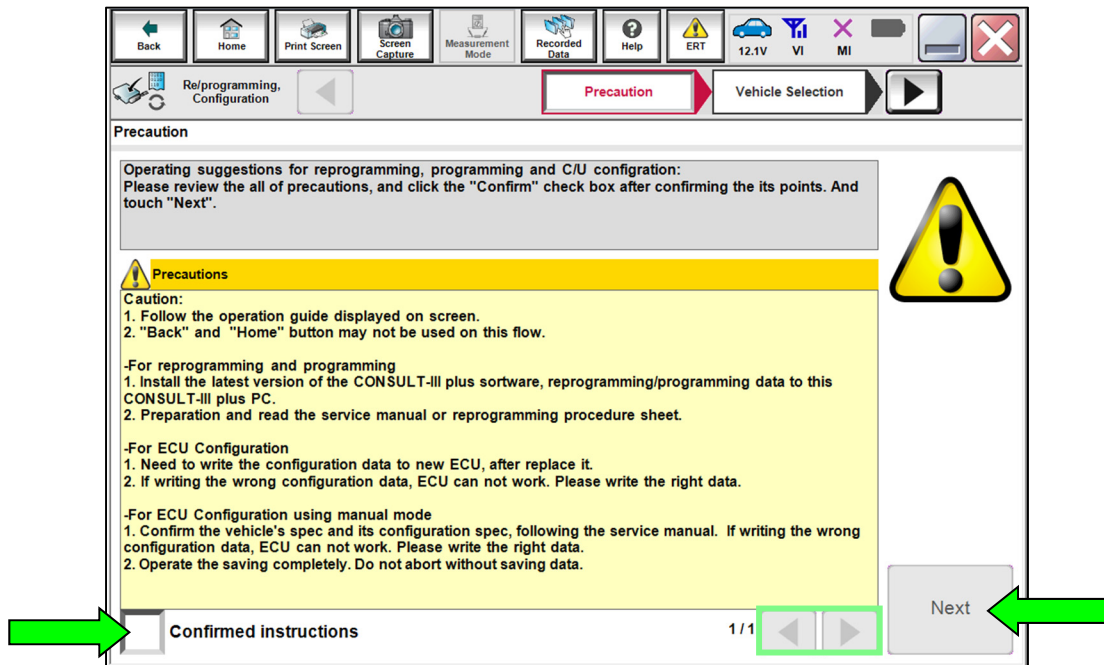 Back
Home
Print Screen
Screen
Capture
Measurement
Mode
Recorded
Data
Help
ERT
12.1V
VI
MI
Re/programming,
Configuration
Precaution
Vehicle Selection
Precaution
Operating suggestions for reprogramming, programming and C/U configration:
Please review the all of precautions, and click the "Confirm" check box after confirming the its points. And
touch "Next".
Precautions
Caution:
1. Follow the operation guide displayed on screen.
2. "Back" and "Home" button may not be used on this flow.
-For reprogramming and programming
1. Install the latest version of the CONSULT-III plus sortware, reprogramming/programming data to this
CONSULT-III plus PC.
2. Preparation and read the service manual or reprogramming procedure sheet.
-For ECU Configuration
1. Need to write the configuration data to new ECU, after replace it.
2. If writing the wrong configuration data, ECU can not work. Please write the right data.
-For ECU Configuration using manual mode
1. Confirm the vehicle's spec and its configuration spec, following the service manual. If writing the wrong
configuration data, ECU can not work. Please write the right data.
2. Operate the saving completely. Do not abort without saving data.
Confirmed instructions
1/1
Next